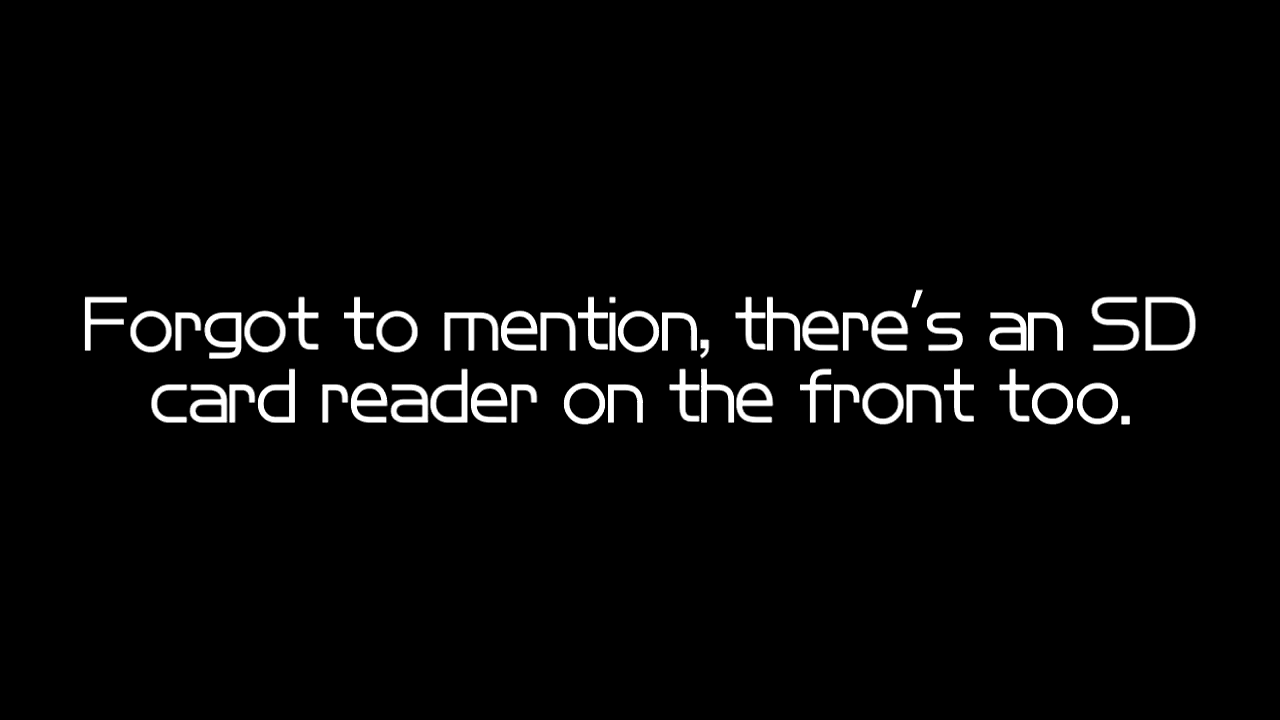 Forgot to mention, there's an SD
card reader on the front too.